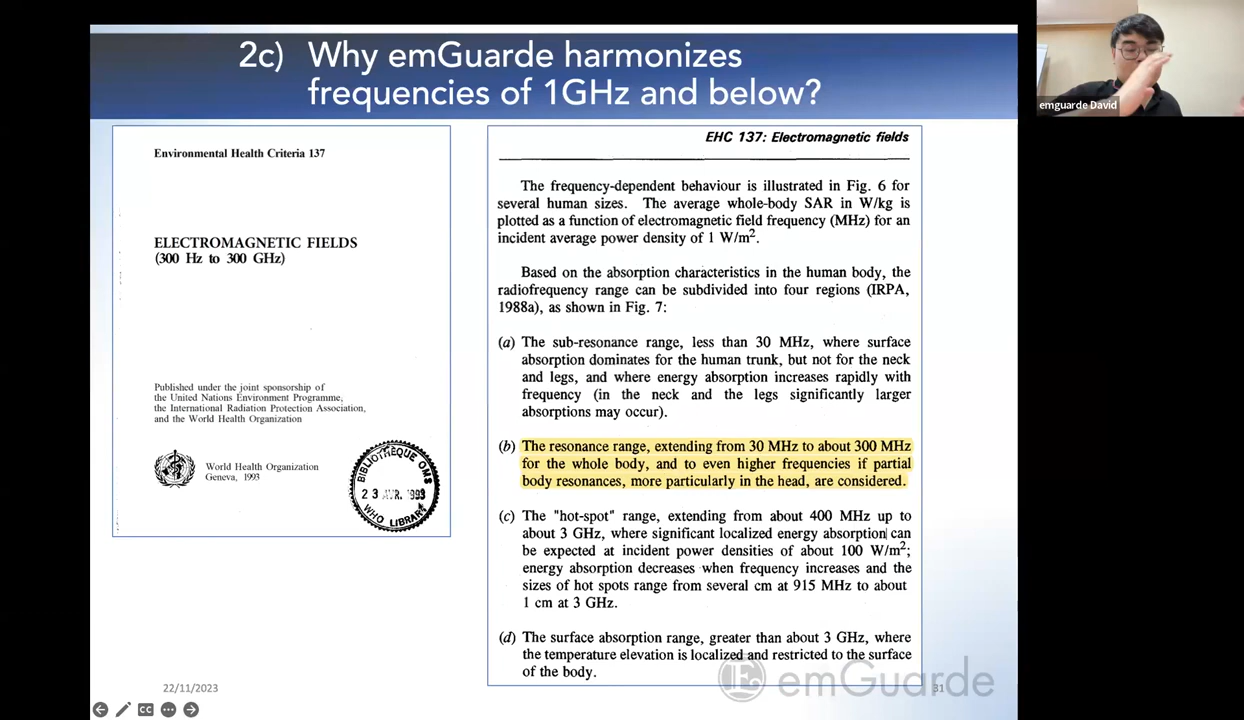 2c) Why emGuarde harmonizes
frequencies of 1GHz and below?
emguarde David
Environmental Health Criteria 137
ELECTROMAGNETIC FIELDS
(300 Hz to 300 GHz)
Published under the joint sponsorship of
the United Nations Environment Programme,
the International Radiation Protection Association,
and the World Health Organization
World Health Organization
Geneva, 1993
BIBLIOTHEQUE OMS
23 AVR. 1993
WHO LIBRARY
EHC 137: Electromagnetic fields
The frequency-dependent behaviour is illustrated in Fig. 6 for
several human sizes. The average whole-body SAR in W/kg is
plotted as a function of electromagnetic field frequency (MHz) for an
incident average power density of 1 W/m².
Based on the absorption characteristics in the human body, the
radiofrequency range can be subdivided into four regions (IRPA,
1988a), as shown in Fig. 7:
(a) The sub-resonance range, less than 30 MHz, where surface
absorption dominates for the human trunk, but not for the neck
and legs, and where energy absorption increases rapidly with
frequency (in the neck and the legs significantly larger
absorptions may occur).
(b) The resonance range, extending from 30 MHz to about 300 MHz
for the whole body, and to even higher frequencies if partial
body resonances, more particularly in the head, are considered.
(c) The "hot-spot" range, extending from about 400 MHz up to
about 3 GHz, where significant localized energy absorption can
be expected at incident power densities of about 100 W/m²;
energy absorption decreases when frequency increases and the
sizes of hot spots range from several cm at 915 MHz to about
1 cm at 3 GHz.
(d) The surface absorption range, greater than about 3 GHz, where
the temperature elevation is localized and restricted to the surface
of the body.
22/11/2023
emGuarde
31
CC